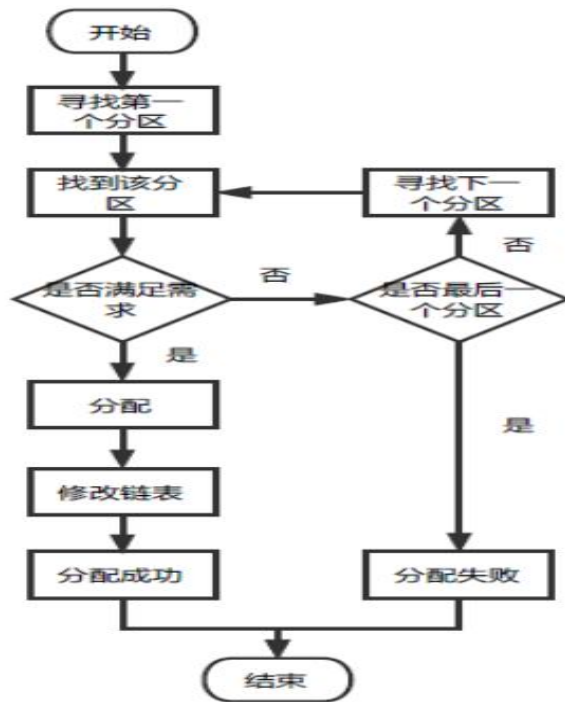 开始
寻找第一
个分区
找到该分
区
寻找下一
个分区
是否满足需
求
否
是否最后一
个分区
否
是
分配
是
修改链表
分配成功
分配失败
结束